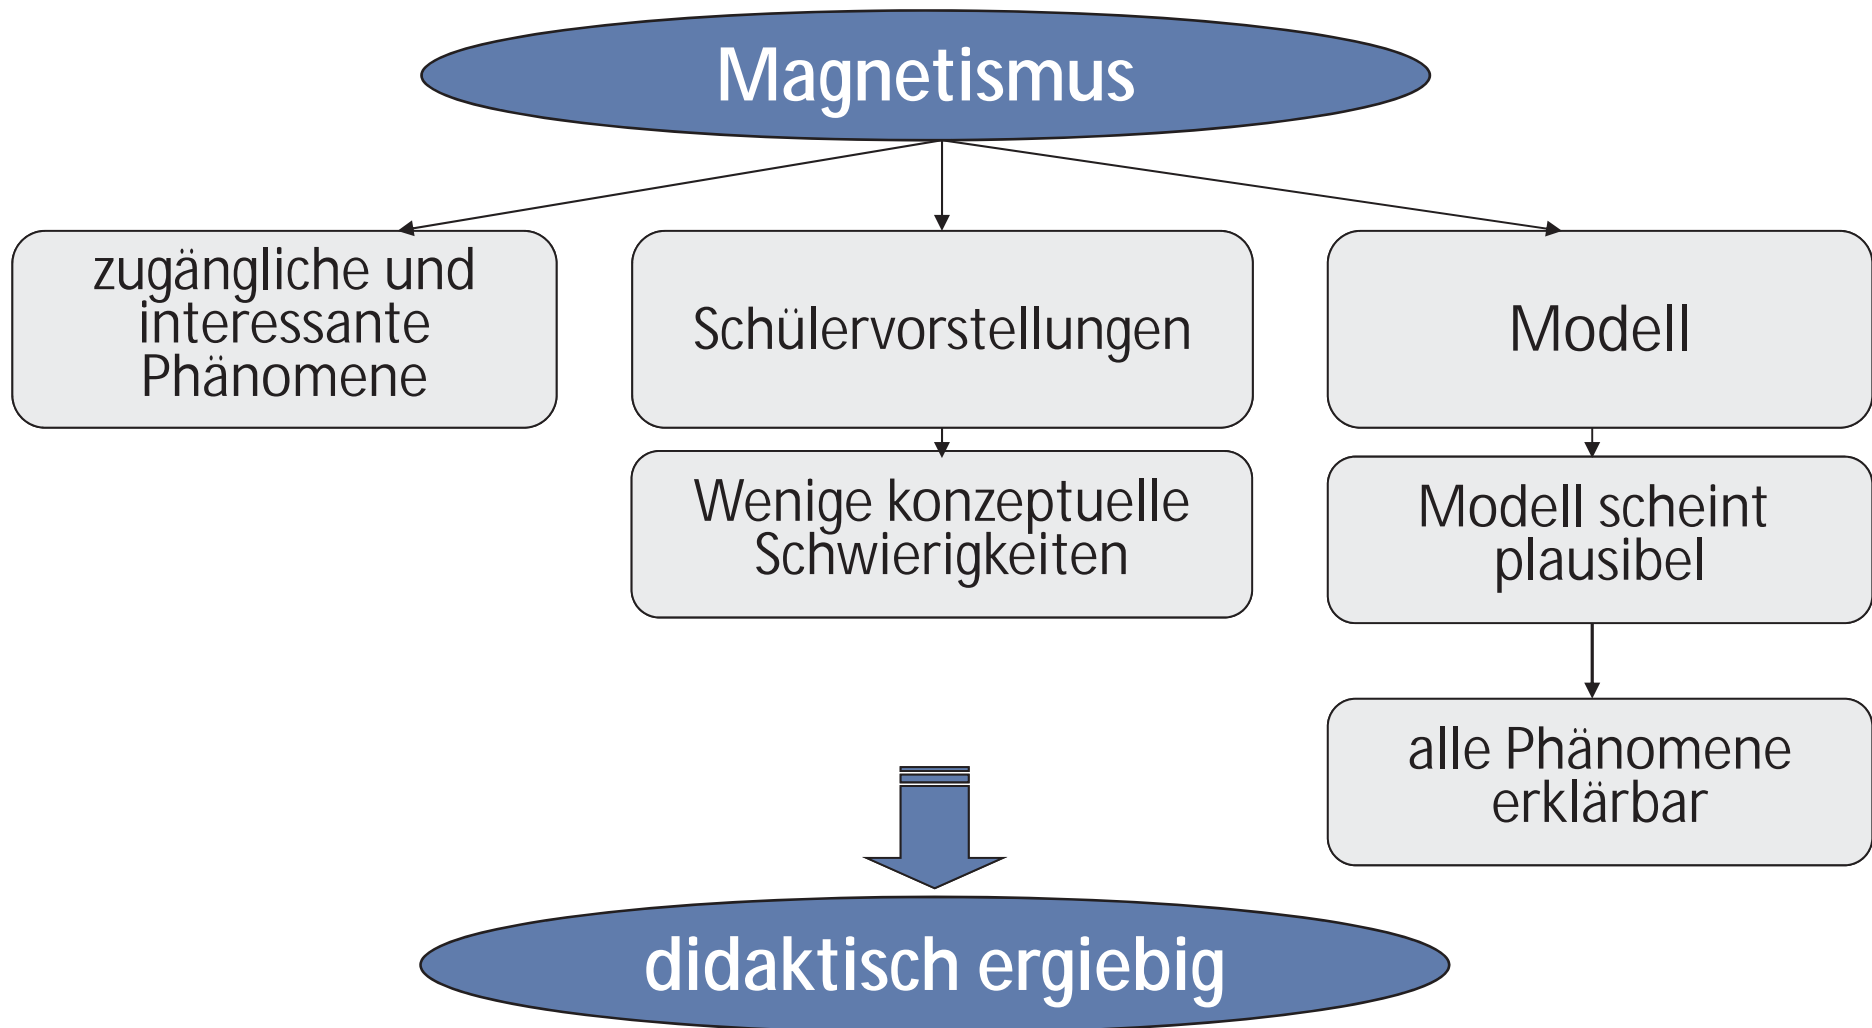 Magnetismus
zugängliche und
interessante
Phänomene
Schülervorstellungen
Modell
Wenige konzeptuelle
Schwierigkeiten
Modell scheint
plausibel
alle Phänomene
erklärbar
didaktisch ergiebig